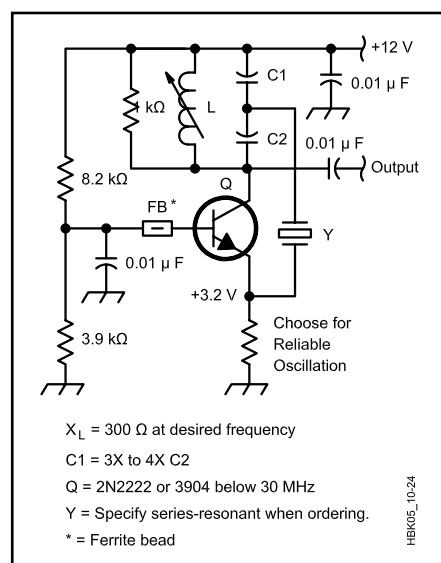 +12 V
C1
0.01 µ F
1 kΩ
L
C2
0.01 µ F
Output
8.2 kΩ
Q
FB *
Y
0.01 µ F
+3.2 V
3.9 kΩ
Choose for
Reliable
Oscillation
X_L = 300 Ω at desired frequency
C1 = 3X to 4X C2
Q = 2N2222 or 3904 below 30 MHz
Y = Specify series-resonant when ordering.
* = Ferrite bead
HBK05_10-24